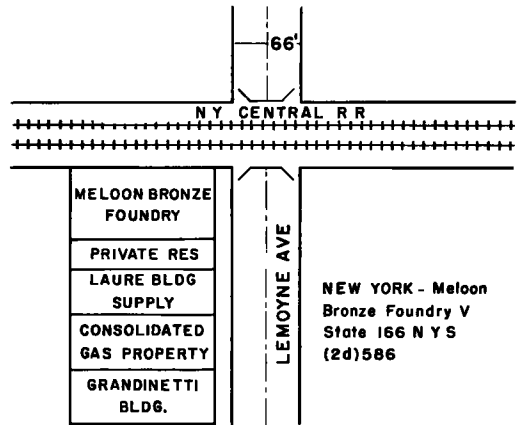 66'
N Y CENTRAL R R
MELOON BRONZE
FOUNDRY
PRIVATE RES
LAURE BLDG
SUPPLY
CONSOLIDATED
GAS PROPERTY
GRANDINETTI
BLDG.
LEMOYNE AVE
NEW YORK - Meloon
Bronze Foundry V
State 166 N Y S
(2d)586